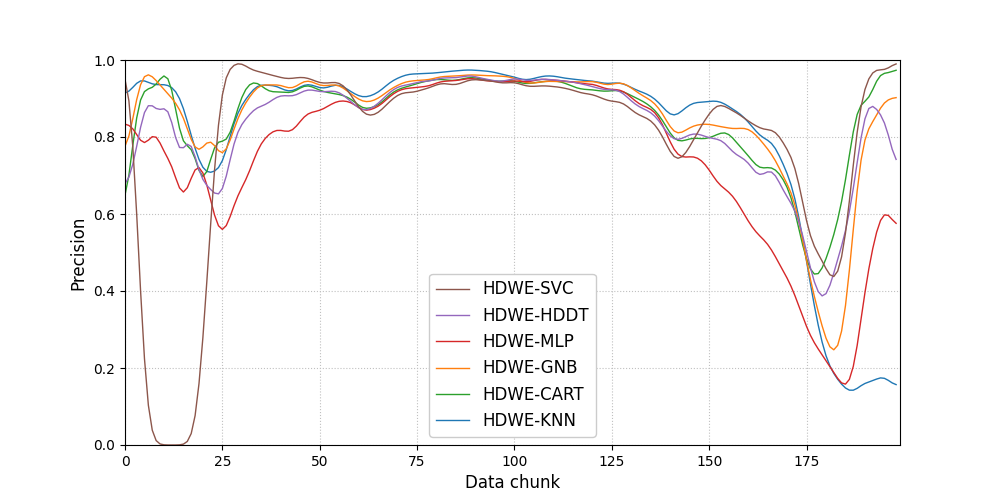 1.0
0.8
0.6
0.4
0.2
0.0
Precision
HDWE-SVC
HDWE-HDDT
HDWE-MLP
HDWE-GNB
HDWE-CART
HDWE-KNN
0 25 50 75 100 125 150 175
Data chunk